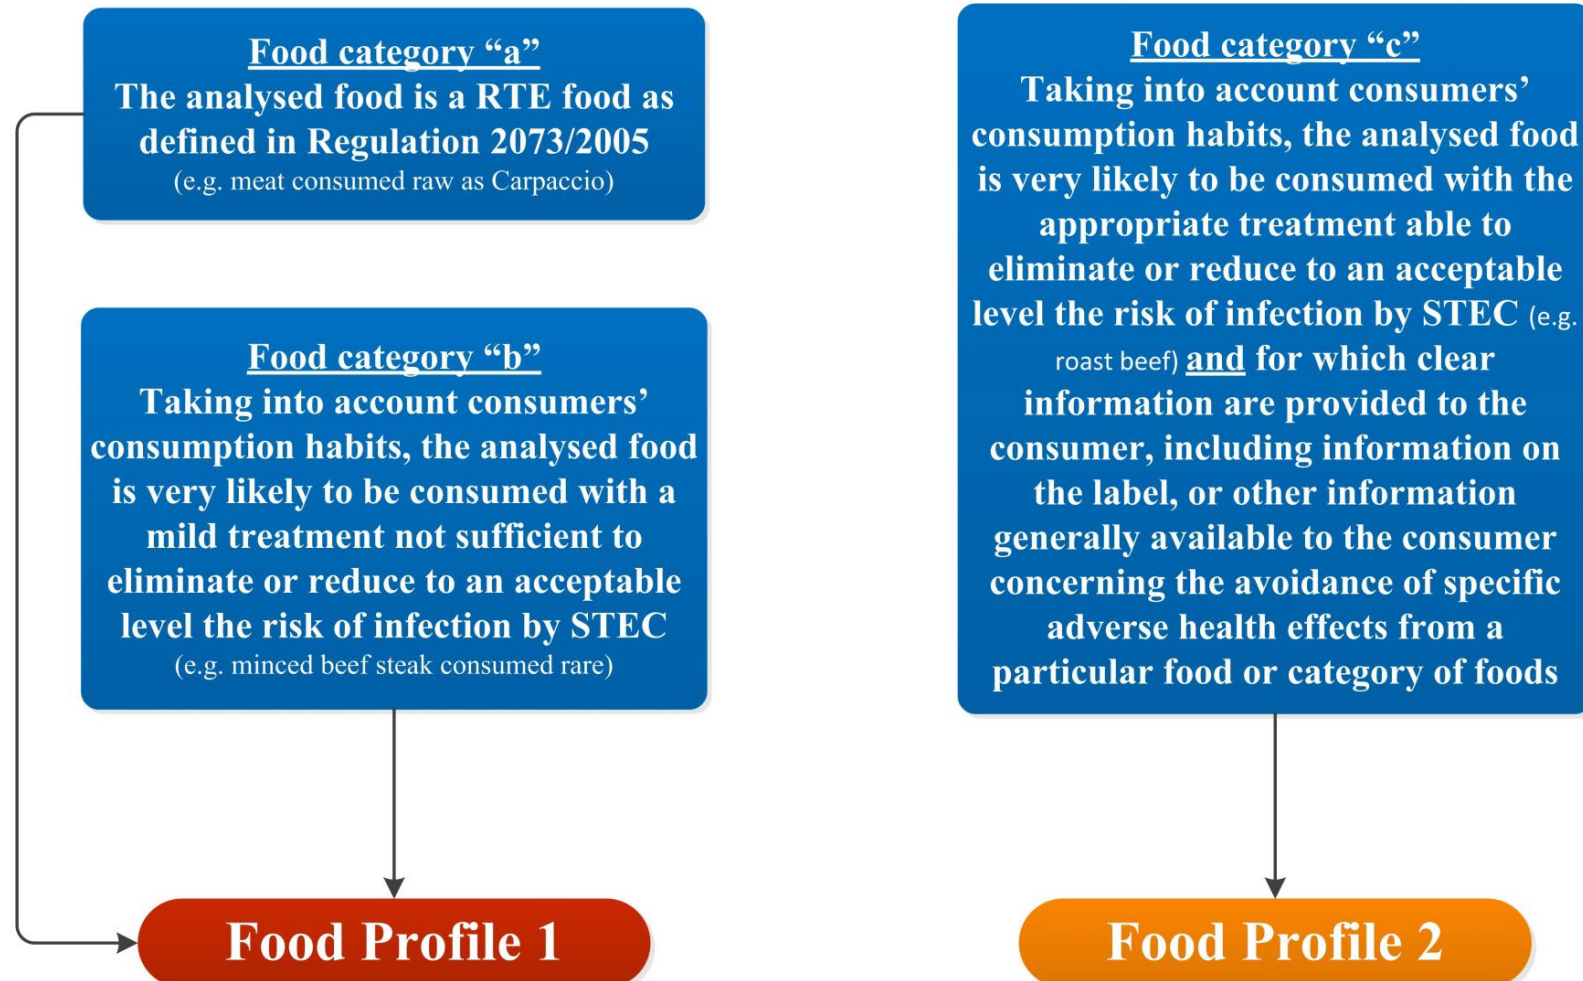 Food category “a”
The analysed food is a RTE food as
defined in Regulation 2073/2005
(e.g. meat consumed raw as Carpaccio)
Food category “b”
Taking into account consumers’
consumption habits, the analysed food
is very likely to be consumed with a
mild treatment not sufficient to
eliminate or reduce to an acceptable
level the risk of infection by STEC
(e.g. minced beef steak consumed rare)
Food Profile 1
Food category “c”
Taking into account consumers’
consumption habits, the analysed food
is very likely to be consumed with the
appropriate treatment able to
eliminate or reduce to an acceptable
level the risk of infection by STEC (e.g.
roast beef) and for which clear
information are provided to the
consumer, including information on
the label, or other information
generally available to the consumer
concerning the avoidance of specific
adverse health effects from a
particular food or category of foods
Food Profile 2